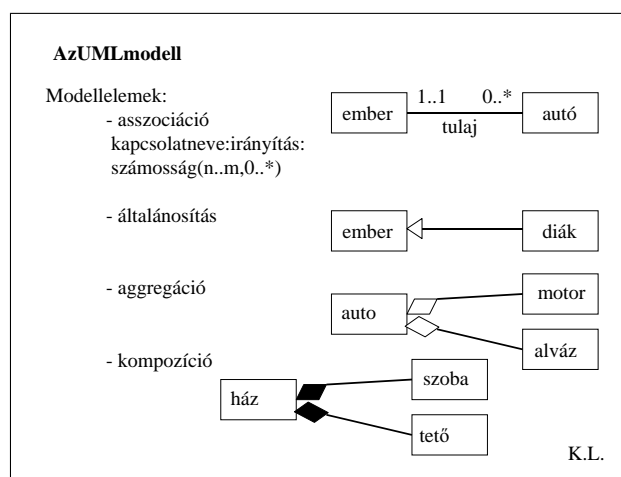 AzUMLmodell
Modellelemek:
- asszociáció
kapcsolatneve:irányítás:
számosság(n..m,0..*)
ember
1..1
0..*
tulaj
autó
- általánosítás
ember
diák
- aggregáció
auto
motor
alváz
- kompozíció
ház
szoba
tető
K.L.